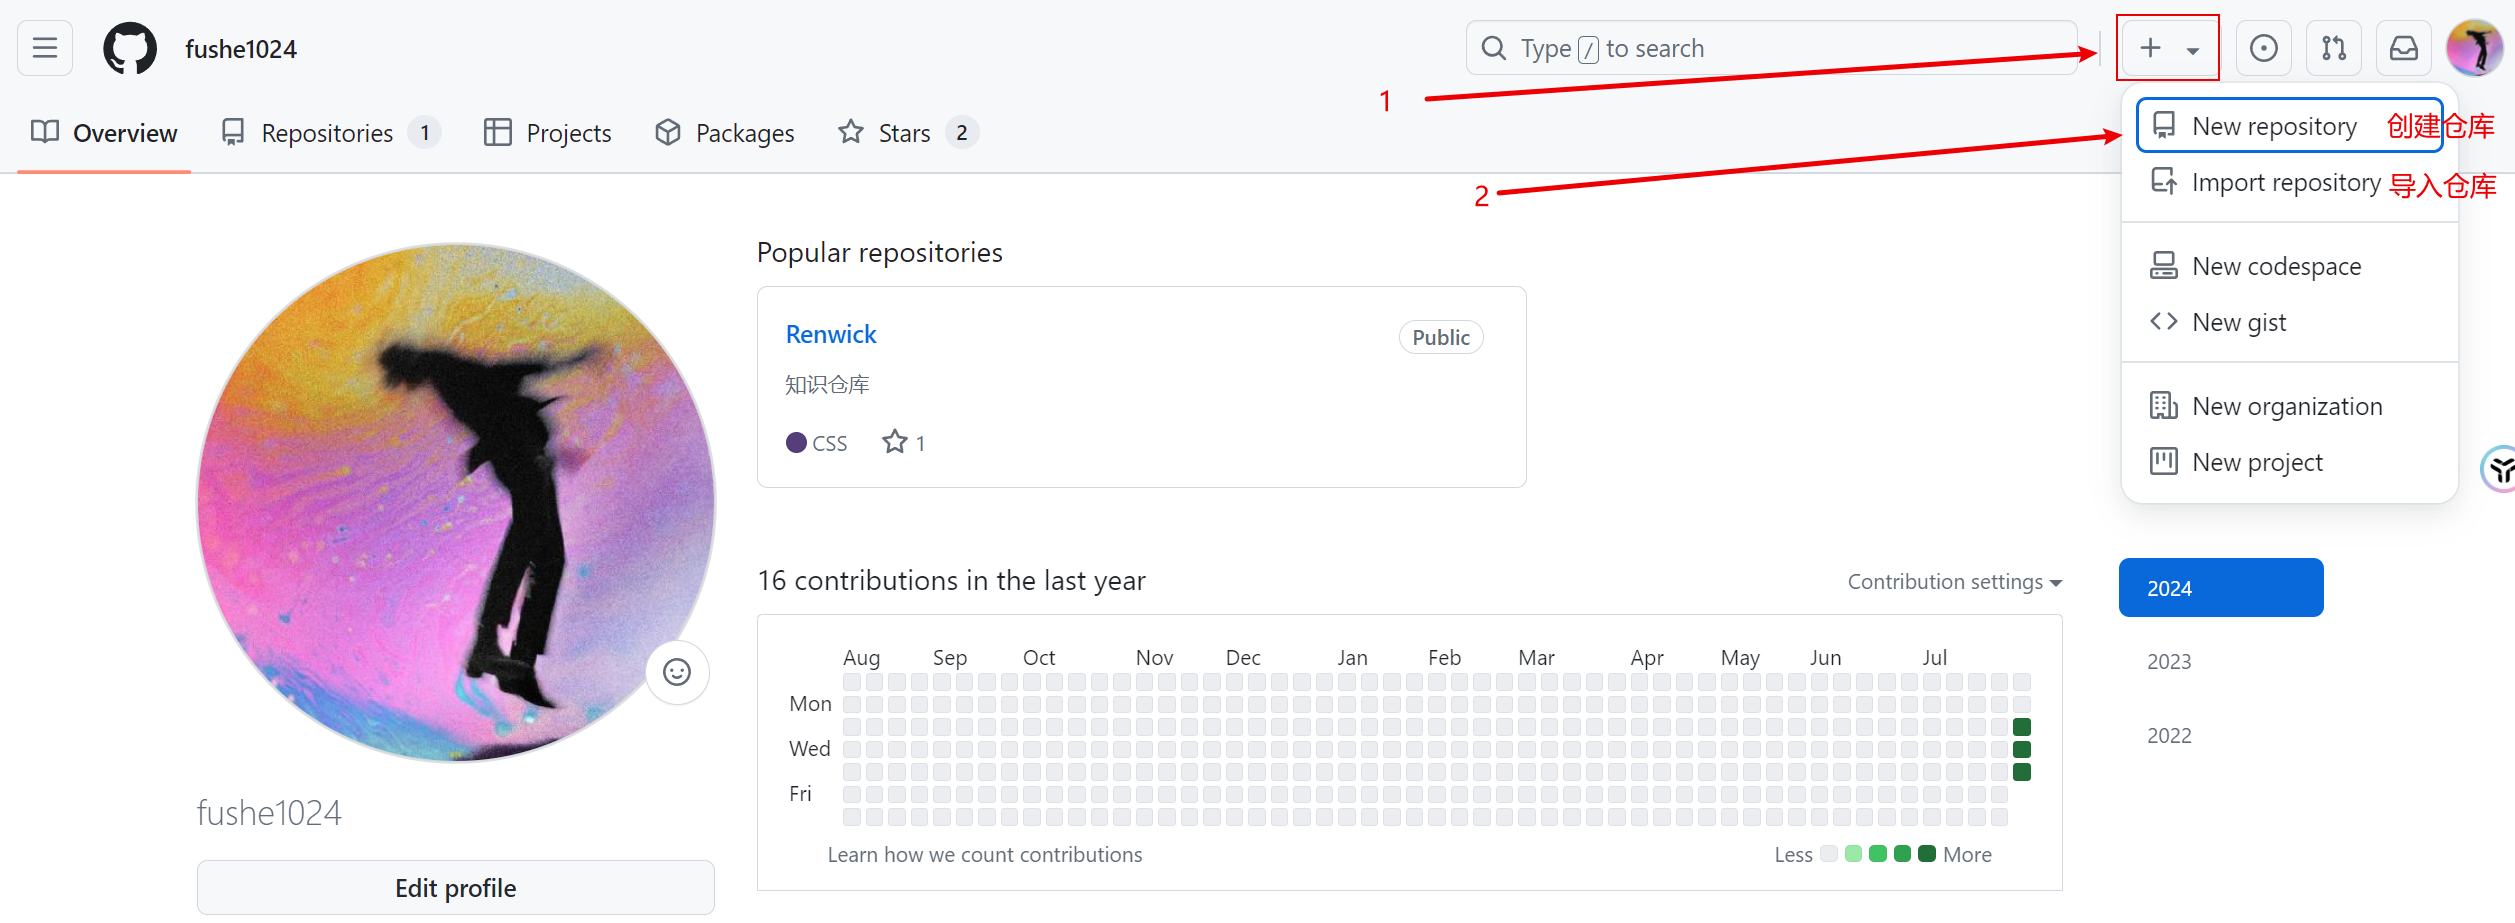 fushe1024
Type / to search
1
Overview
Repositories 1
Projects
Packages
Stars 2
2
New repository 创建仓库
Import repository 导入仓库
New codespace
New gist
New organization
New project
Popular repositories
Renwick
Public
知识仓库
CSS
1
16 contributions in the last year
Contribution settings
2024
2023
2022
Aug Sep Oct Nov Dec Jan Feb Mar Apr May Jun Jul
Mon
Wed
Fri
Learn how we count contributions
Less More
fushe1024
Edit profile